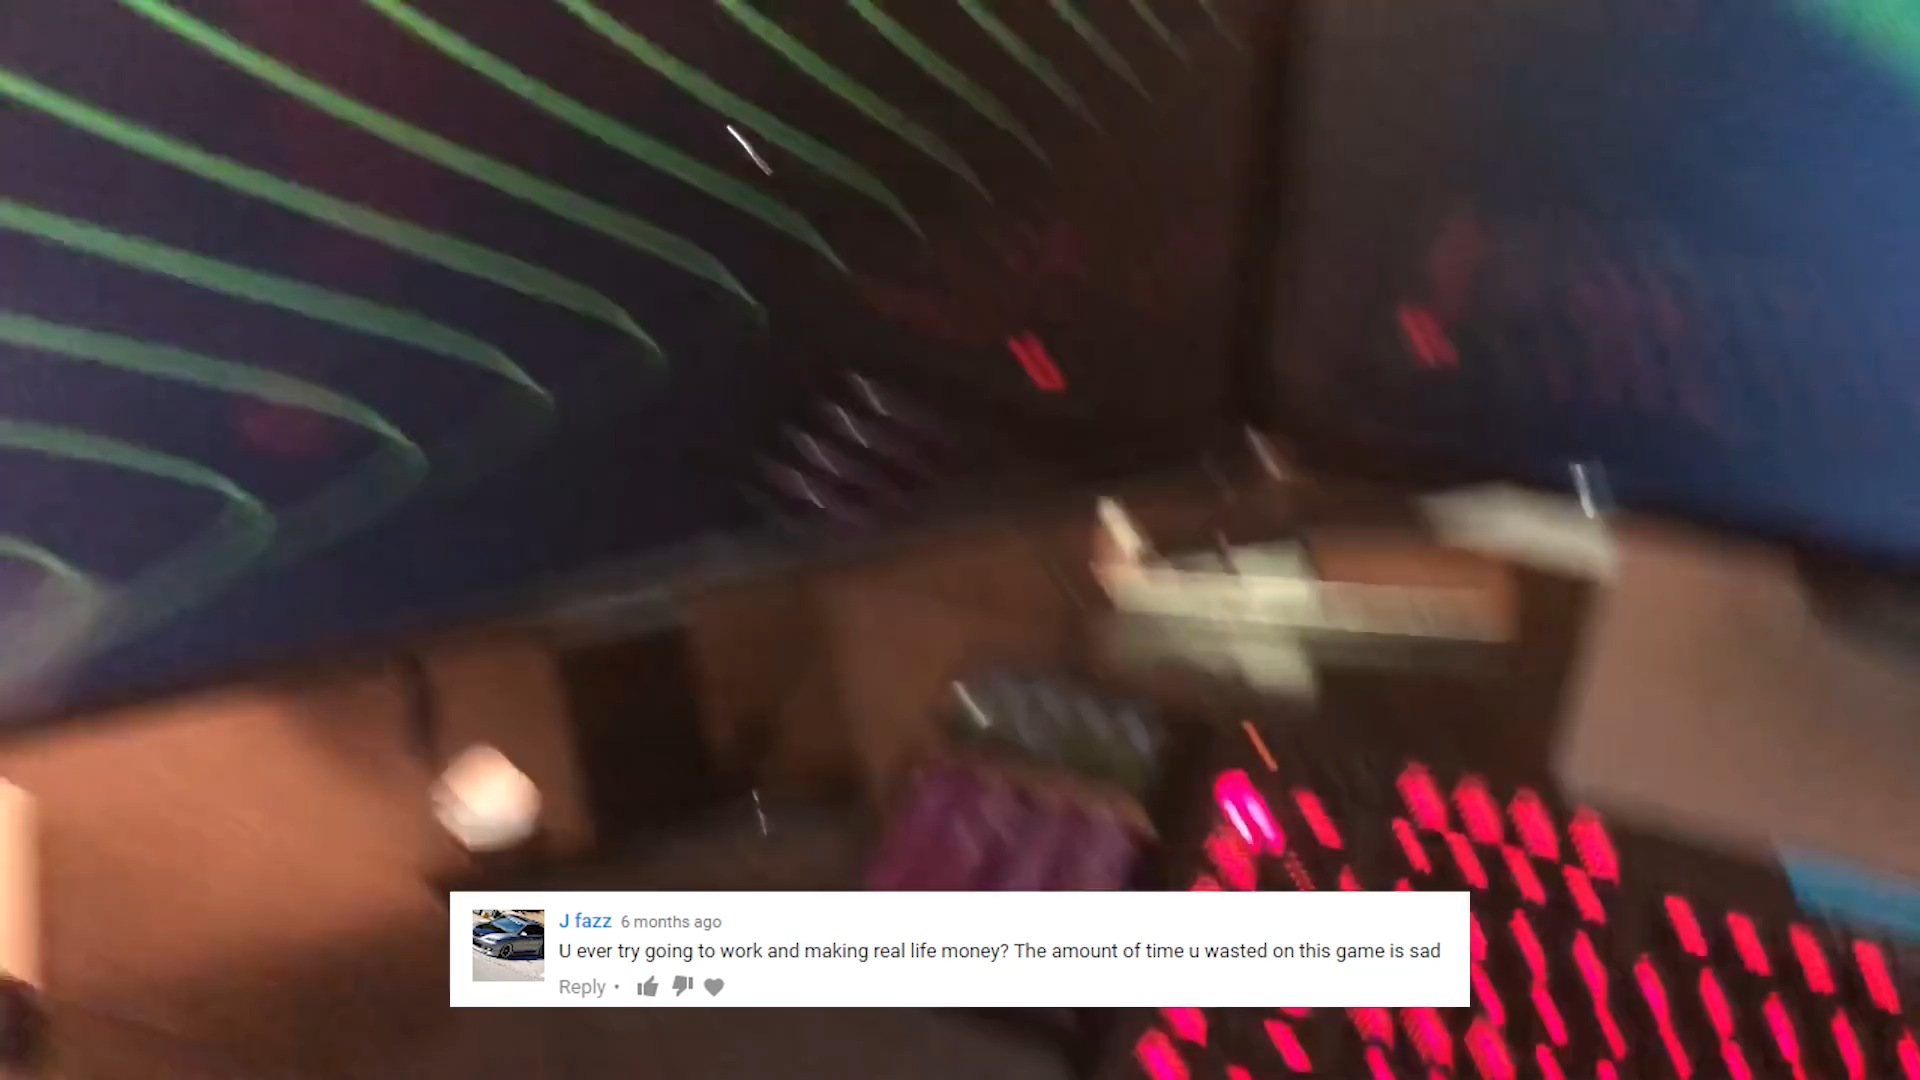 J fazz 6 months ago
U ever try going to work and making real life money? The amount of time u wasted on this game is sad
Reply •